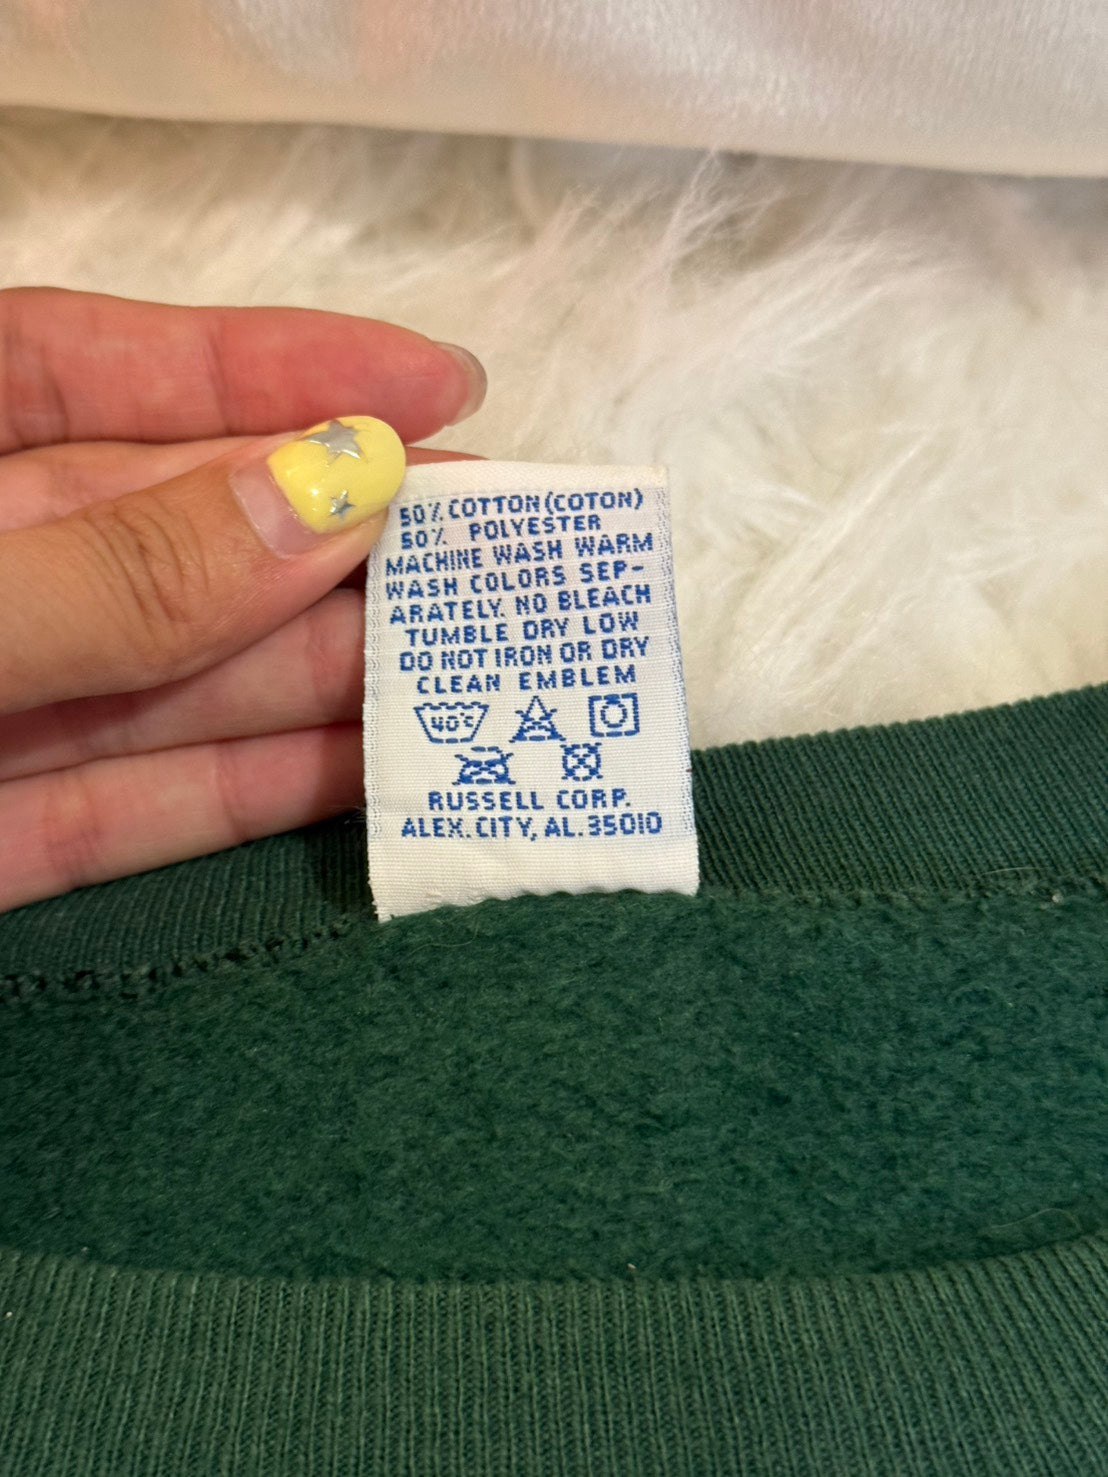 50% COTTON (COTON)
50% POLYESTER
MACHINE WASH WARM
WASH COLORS SEP-
ARATELY. NO BLEACH
TUMBLE DRY LOW
DO NOT IRON OR DRY
CLEAN EMBLEM
40°C
RUSSELL CORP.
ALEX. CITY, AL. 35010